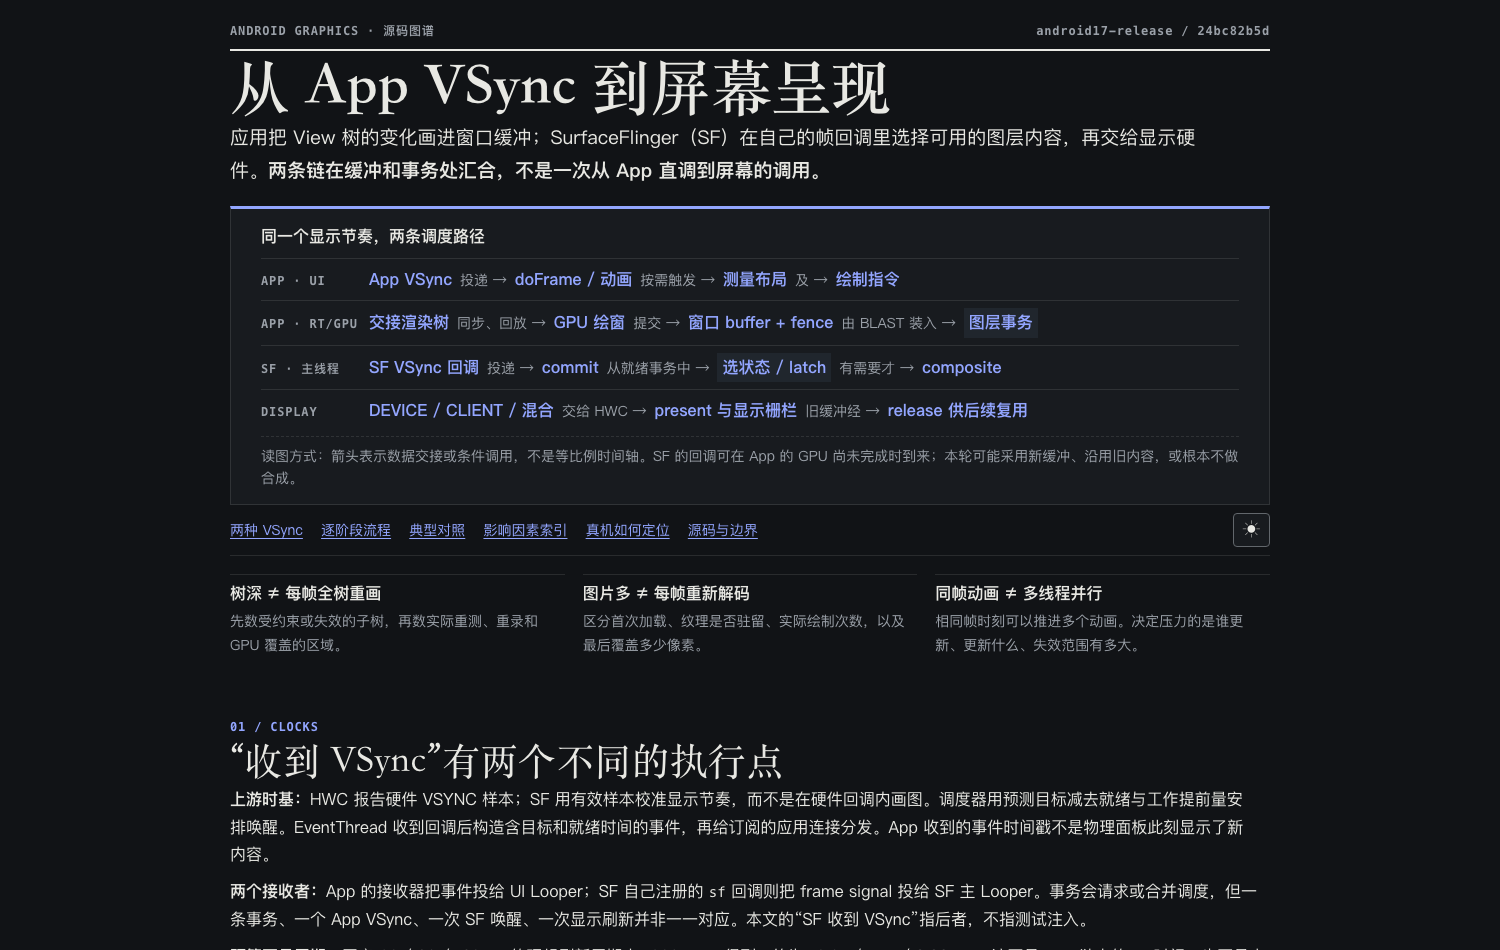 ANDROID GRAPHICS · 源码图谱
android17-release / 24bc82b5d
从 App VSync 到屏幕呈现
应用把 View 树的变化画进窗口缓冲；SurfaceFlinger（SF）在自己的帧回调里选择可用的图层内容，再交给显示硬
件。两条链在缓冲和事务处汇合，不是一次从 App 直调到屏幕的调用。
同一个显示节奏，两条调度路径
APP · UI App VSync 投递 → doFrame / 动画 按需触发 → 测量布局 及 → 绘制指令
APP · RT/GPU 交接渲染树 同步、回放 → GPU 绘窗 提交 → 窗口 buffer + fence 由 BLAST 装入 → 图层事务
SF · 主线程 SF VSync 回调 投递 → commit 从就绪事务中 → 选状态 / latch 有需要才 → composite
DISPLAY DEVICE / CLIENT / 混合 交给 HWC → present 与显示栅栏 旧缓冲经 → release 供后续复用
读图方式：箭头表示数据交接或条件调用，不是等比例时间轴。SF 的回调可在 App 的 GPU 尚未完成时到来；本轮可能采用新缓冲、沿用旧内容，或根本不做
合成。
两种 VSync 逐阶段流程 典型对照 影响因素索引 真机如何定位 源码与边界
树深 ≠ 每帧全树重画
先数受约束或失效的子树，再数实际重测、重录和
GPU 覆盖的区域。
图片多 ≠ 每帧重新解码
区分首次加载、纹理是否驻留、实际绘制次数，以及
最后覆盖多少像素。
同帧动画 ≠ 多线程并行
相同帧时刻可以推进多个动画。决定压力的是谁更
新、更新什么、失效范围有多大。
01 / CLOCKS
“收到 VSync”有两个不同的执行点
上游时基：HWC 报告硬件 VSYNC 样本；SF 用有效样本校准显示节奏，而不是在硬件回调内画图。调度器用预测目标减去就绪与工作提前量安
排唤醒。EventThread 收到回调后构造含目标和就绪时间的事件，再给订阅的应用连接分发。App 收到的事件时间戳不是物理面板此刻显示了新
内容。
两个接收者：App 的接收器把事件投给 UI Looper；SF 自己注册的 sf 回调则把 frame signal 投给 SF 主 Looper。事务会请求或合并调度，但一
条事务、一个 App VSync、一次 SF 唤醒、一次显示刷新并非一一对应。本文的“SF 收到 VSync”指后者，不指测试注入。